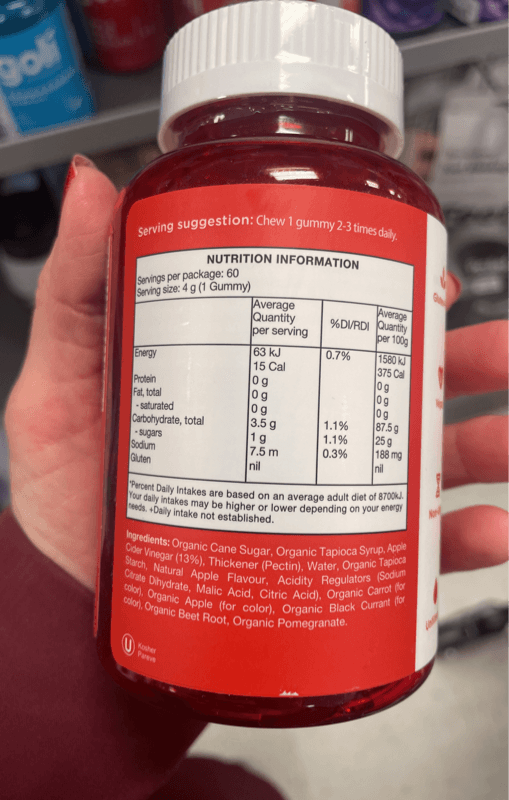 goli
Serving suggestion: Chew 1 gummy 2-3 times daily.
NUTRITION INFORMATION
Servings per package: 60
Serving size: 4 g (1 Gummy)
Average Quantity per serving %DI/RDI Average Quantity per 100g
Energy 63 kJ 0.7% 1580 kJ
15 Cal 375 Cal
Protein 0 g 0 g
Fat, total 0 g 0 g
- saturated 0 g 0 g
Carbohydrate, total 3.5 g 1.1% 87.5 g
- sugars 1 g 1.1% 25 g
Sodium 7.5 m 0.3% 188 mg
Gluten nil nil
*Percent Daily Intakes are based on an average adult diet of 8700kJ.
Your daily intakes may be higher or lower depending on your energy
needs. +Daily intake not established.
Ingredients: Organic Cane Sugar, Organic Tapioca Syrup, Apple
Cider Vinegar (13%), Thickener (Pectin), Water, Organic Tapioca
Starch, Natural Apple Flavour, Acidity Regulators (Sodium
Citrate Dihydrate, Malic Acid, Citric Acid), Organic Carrot (for
color), Organic Apple (for color), Organic Black Currant (for
color), Organic Beet Root, Organic Pomegranate.
U Kosher
Pareve